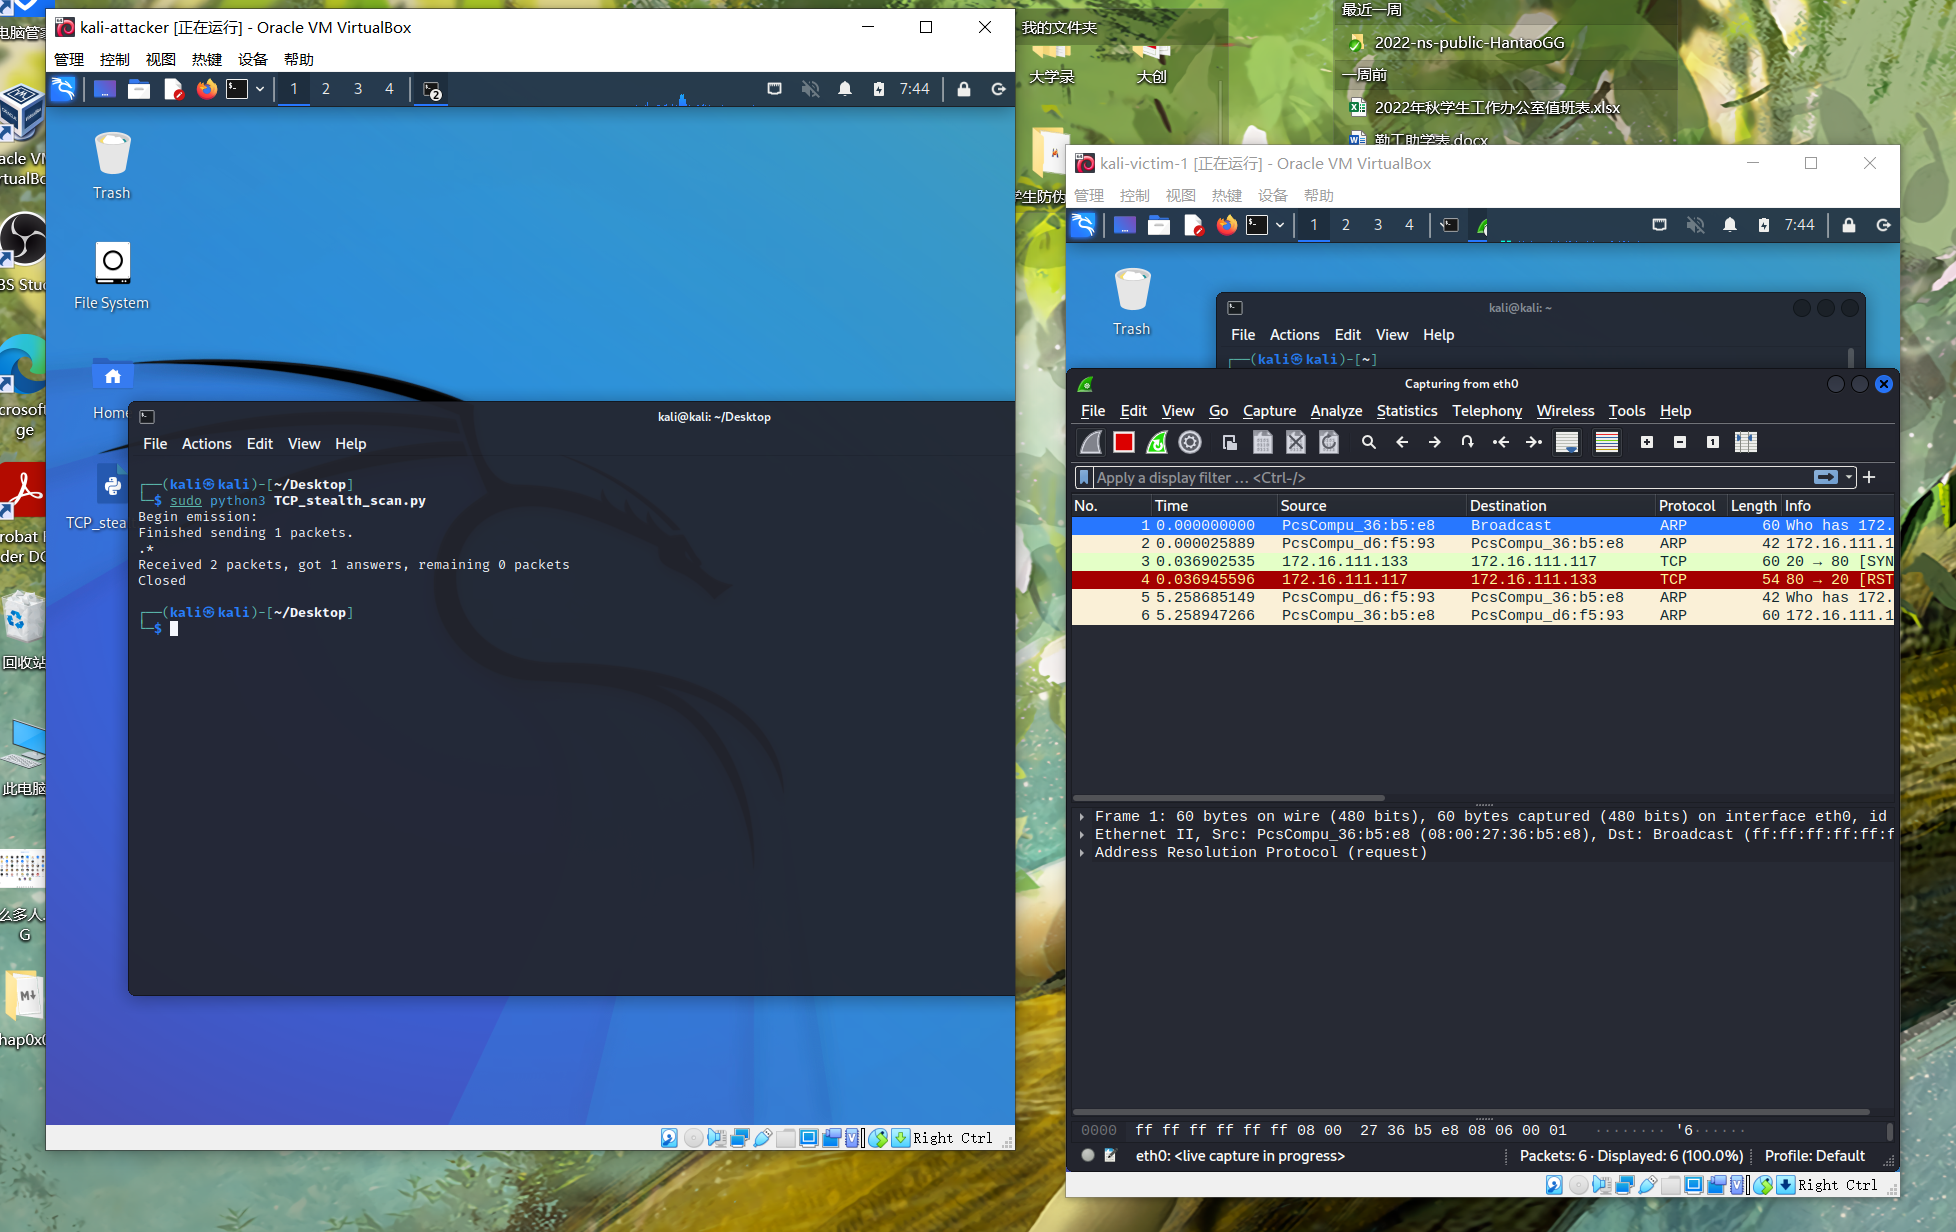 kali-attacker [正在运行] - Oracle VM VirtualBox
管理 控制 视图 热键 设备 帮助
1 2 3 4 2 7:44
Trash
File System
Home
TCP_stea
kali@kali: ~/Desktop
File Actions Edit View Help
┌──(kali㉿kali)-[~/Desktop]
└─$ sudo python3 TCP_stealth_scan.py
Begin emission:
Finished sending 1 packets.
.*
Received 2 packets, got 1 answers, remaining 0 packets
Closed
┌──(kali㉿kali)-[~/Desktop]
└─$
Right Ctrl
电脑管家
acle VM
rtualBo
BS Stud
crosoft
ge
robat
der DC
回收站
此电脑
么多人.
G
hap0x0
我的文件夹
大学录
大创
学生防伪
最近一周
2022-ns-public-HantaoGG
一周前
2022年秋学生工作办公室值班表.xlsx
勤工助学表.docx
kali-victim-1 [正在运行] - Oracle VM VirtualBox
管理 控制 视图 热键 设备 帮助
1 2 3 4 7:44
Trash
kali@kali: ~
File Actions Edit View Help
┌──(kali㉿kali)-[~]
Capturing from eth0
File Edit View Go Capture Analyze Statistics Telephony Wireless Tools Help
Apply a display filter … <Ctrl-/>
No. Time Source Destination Protocol Length Info
1 0.000000000 PcsCompu_36:b5:e8 Broadcast ARP 60 Who has 172.
2 0.000025889 PcsCompu_d6:f5:93 PcsCompu_36:b5:e8 ARP 42 172.16.111.1
3 0.036902535 172.16.111.133 172.16.111.117 TCP 60 20 → 80 [SYN
4 0.036945596 172.16.111.117 172.16.111.133 TCP 54 80 → 20 [RST
5 5.258685149 PcsCompu_d6:f5:93 PcsCompu_36:b5:e8 ARP 42 Who has 172.
6 5.258947266 PcsCompu_36:b5:e8 PcsCompu_d6:f5:93 ARP 60 172.16.111.1
Frame 1: 60 bytes on wire (480 bits), 60 bytes captured (480 bits) on interface eth0, id
Ethernet II, Src: PcsCompu_36:b5:e8 (08:00:27:36:b5:e8), Dst: Broadcast (ff:ff:ff:ff:ff:f
Address Resolution Protocol (request)
0000 ff ff ff ff ff ff 08 00 27 36 b5 e8 08 06 00 01 ········ '6······
eth0: <live capture in progress> Packets: 6 · Displayed: 6 (100.0%) Profile: Default
Right Ctrl